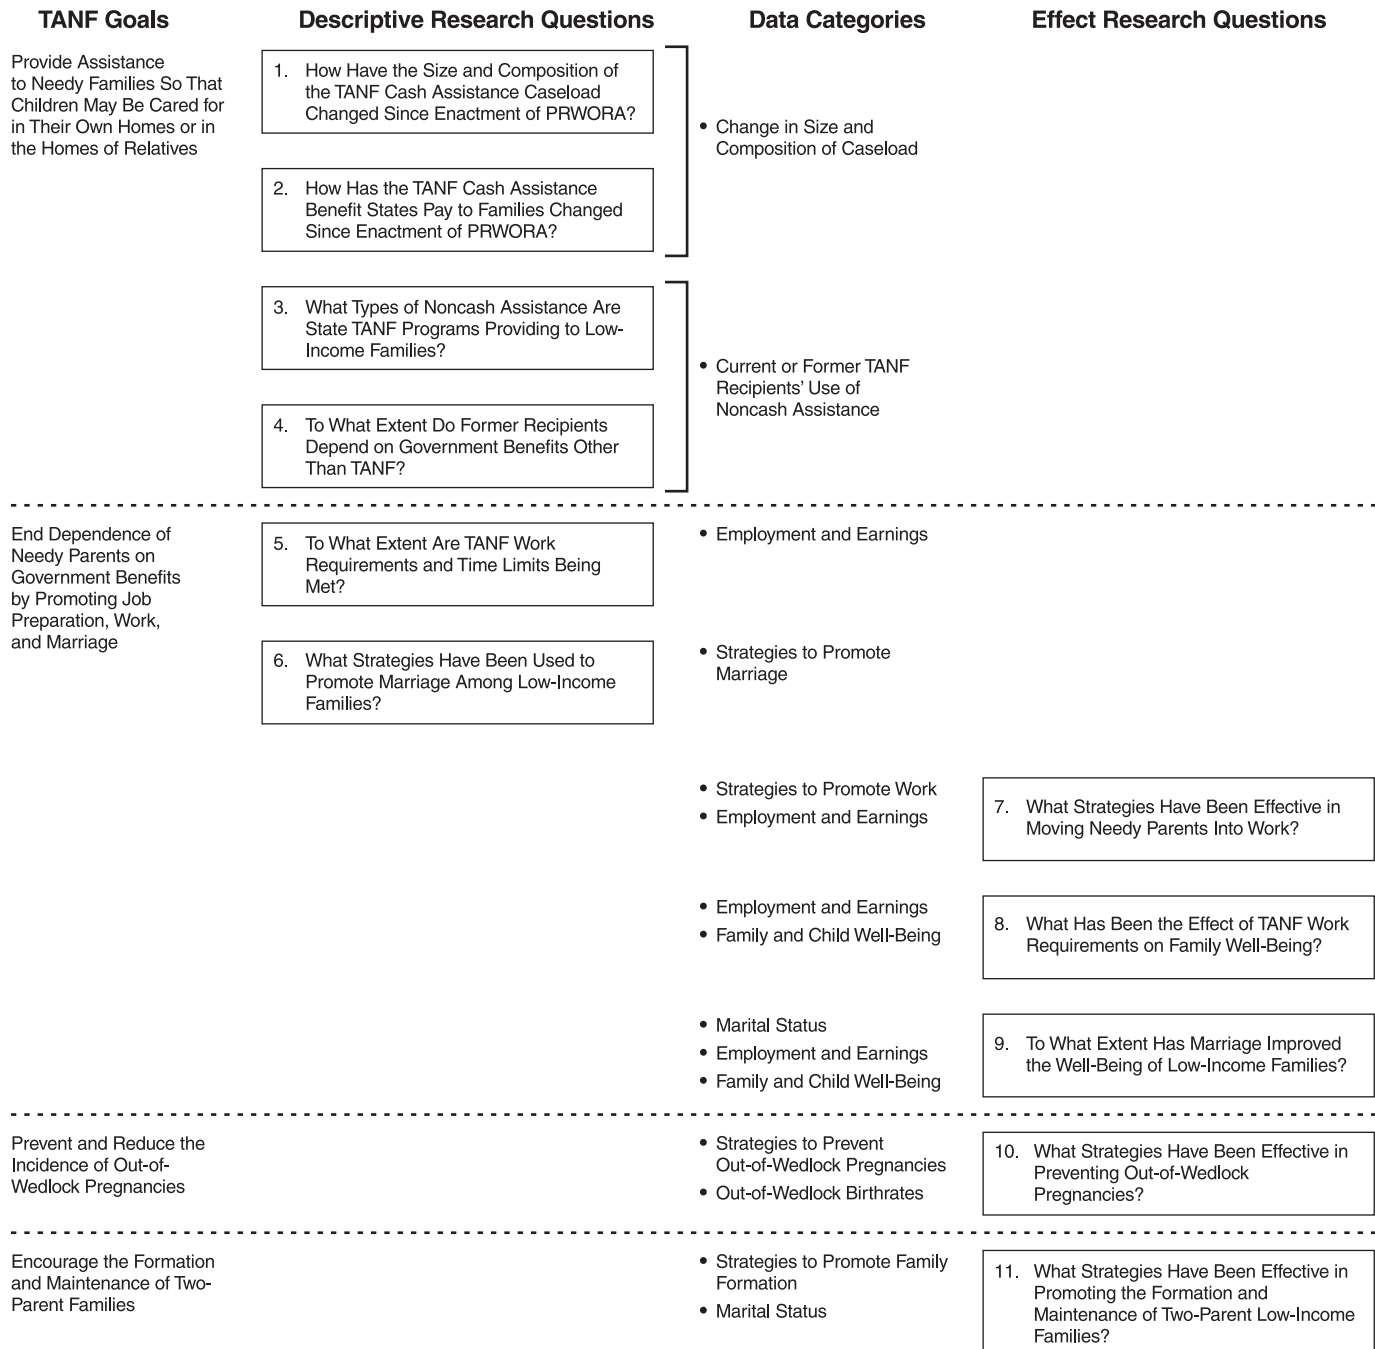 TANF Goals
Descriptive Research Questions
Data Categories
Effect Research Questions
Provide Assistance
to Needy Families So That
Children May Be Cared for
in Their Own Homes or in
the Homes of Relatives
1. How Have the Size and Composition of
the TANF Cash Assistance Caseload
Changed Since Enactment of PRWORA?
• Change in Size and
Composition of Caseload
2. How Has the TANF Cash Assistance
Benefit States Pay to Families Changed
Since Enactment of PRWORA?
3. What Types of Noncash Assistance Are
State TANF Programs Providing to Low-
Income Families?
• Current or Former TANF
Recipients' Use of
Noncash Assistance
4. To What Extent Do Former Recipients
Depend on Government Benefits Other
Than TANF?
End Dependence of
Needy Parents on
Government Benefits
by Promoting Job
Preparation, Work,
and Marriage
5. To What Extent Are TANF Work
Requirements and Time Limits Being
Met?
• Employment and Earnings
6. What Strategies Have Been Used to
Promote Marriage Among Low-Income
Families?
• Strategies to Promote
Marriage
• Strategies to Promote Work
• Employment and Earnings
7. What Strategies Have Been Effective in
Moving Needy Parents Into Work?
• Employment and Earnings
• Family and Child Well-Being
8. What Has Been the Effect of TANF Work
Requirements on Family Well-Being?
• Marital Status
• Employment and Earnings
• Family and Child Well-Being
9. To What Extent Has Marriage Improved
the Well-Being of Low-Income Families?
Prevent and Reduce the
Incidence of Out-of-
Wedlock Pregnancies
• Strategies to Prevent
Out-of-Wedlock Pregnancies
• Out-of-Wedlock Birthrates
10. What Strategies Have Been Effective in
Preventing Out-of-Wedlock
Pregnancies?
Encourage the Formation
and Maintenance of Two-
Parent Families
• Strategies to Promote Family
Formation
• Marital Status
11. What Strategies Have Been Effective in
Promoting the Formation and
Maintenance of Two-Parent Low-Income
Families?